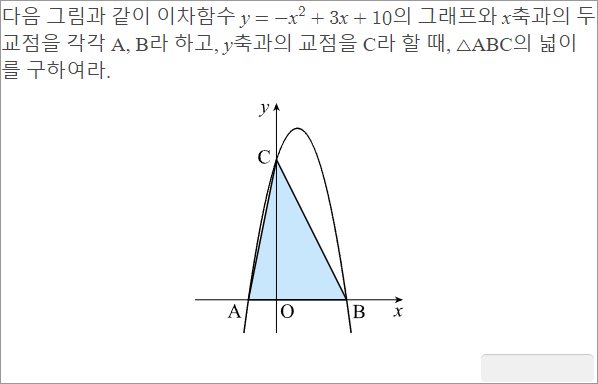 다음 그림과 같이 이차함수 y = −x² + 3x + 10의 그래프와 x축과의 두
교점을 각각 A, B라 하고, y축과의 교점을 C라 할 때, △ABC의 넓이
를 구하여라.
y
C
A O B x